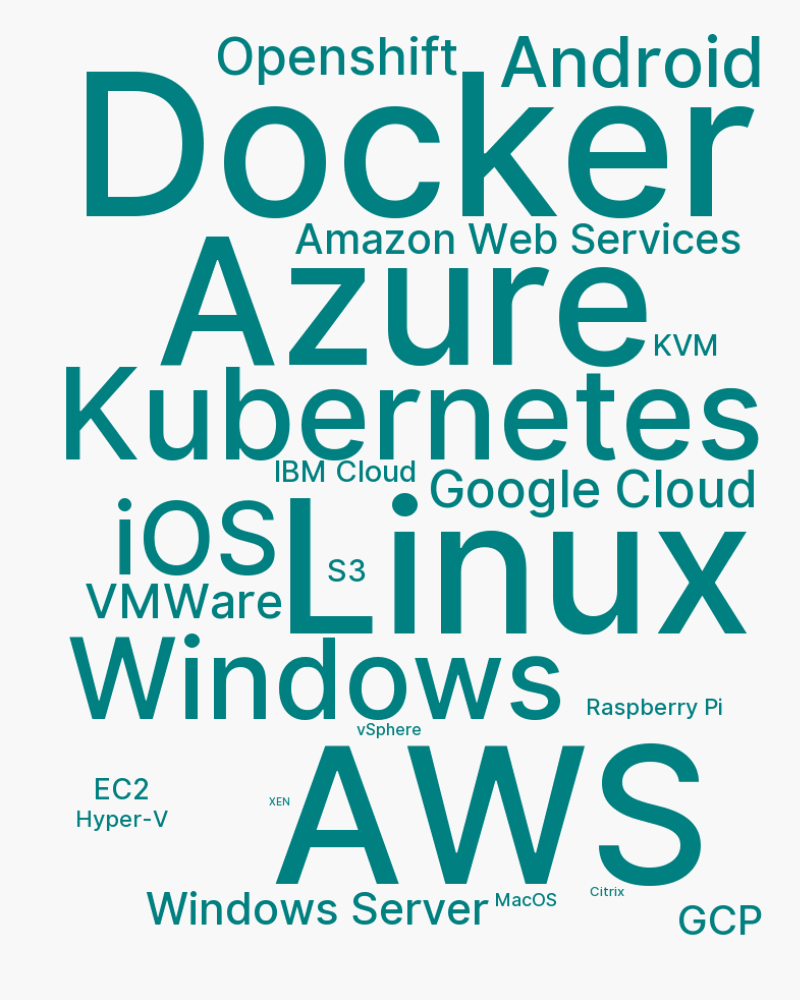 Openshift Android
Docker
Amazon Web Services
Azure
KVM
Kubernetes
IBM Cloud
Google Cloud
iOS
Linux
S3
VMWare
Windows
Raspberry Pi
vSphere
AWS
EC2
XEN
Hyper-V
Citrix
Windows Server
MacOS
GCP